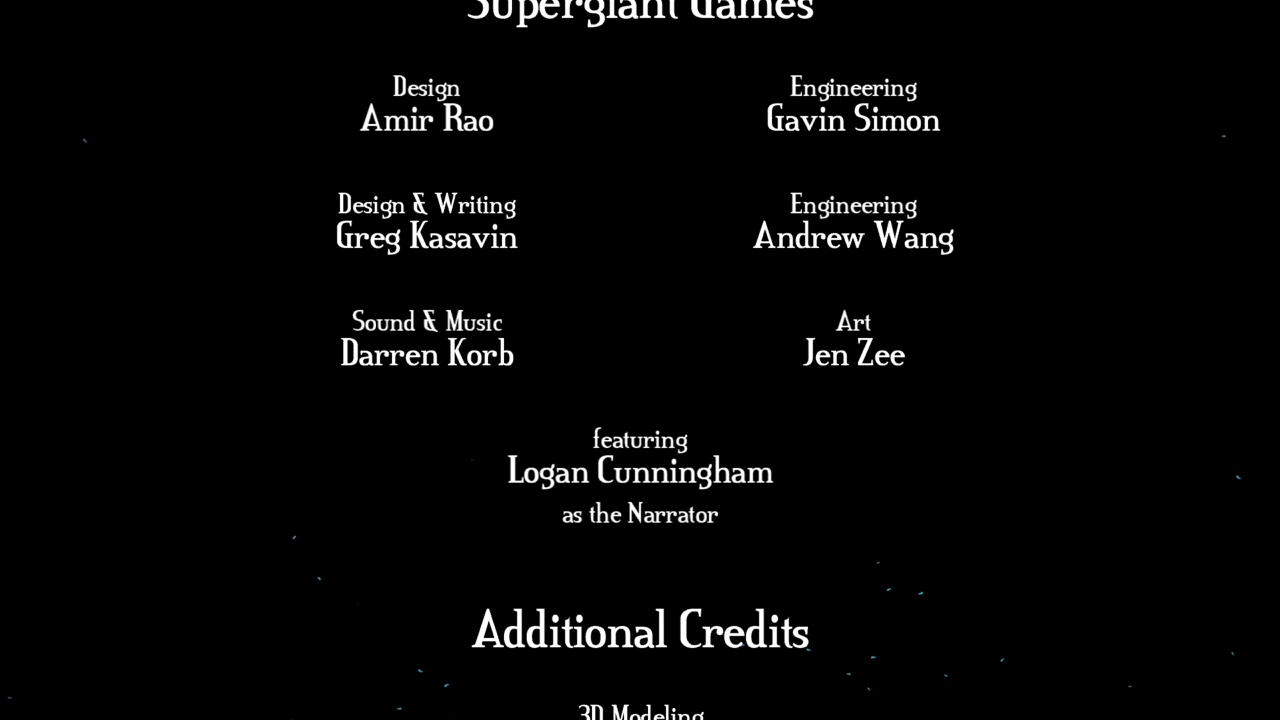 Supergiant Games
Design
Amir Rao
Engineering
Gavin Simon
Design & Writing
Greg Kasavin
Engineering
Andrew Wang
Sound & Music
Darren Korb
Art
Jen Zee
featuring
Logan Cunningham
as the Narrator
Additional Credits
3D Modeling